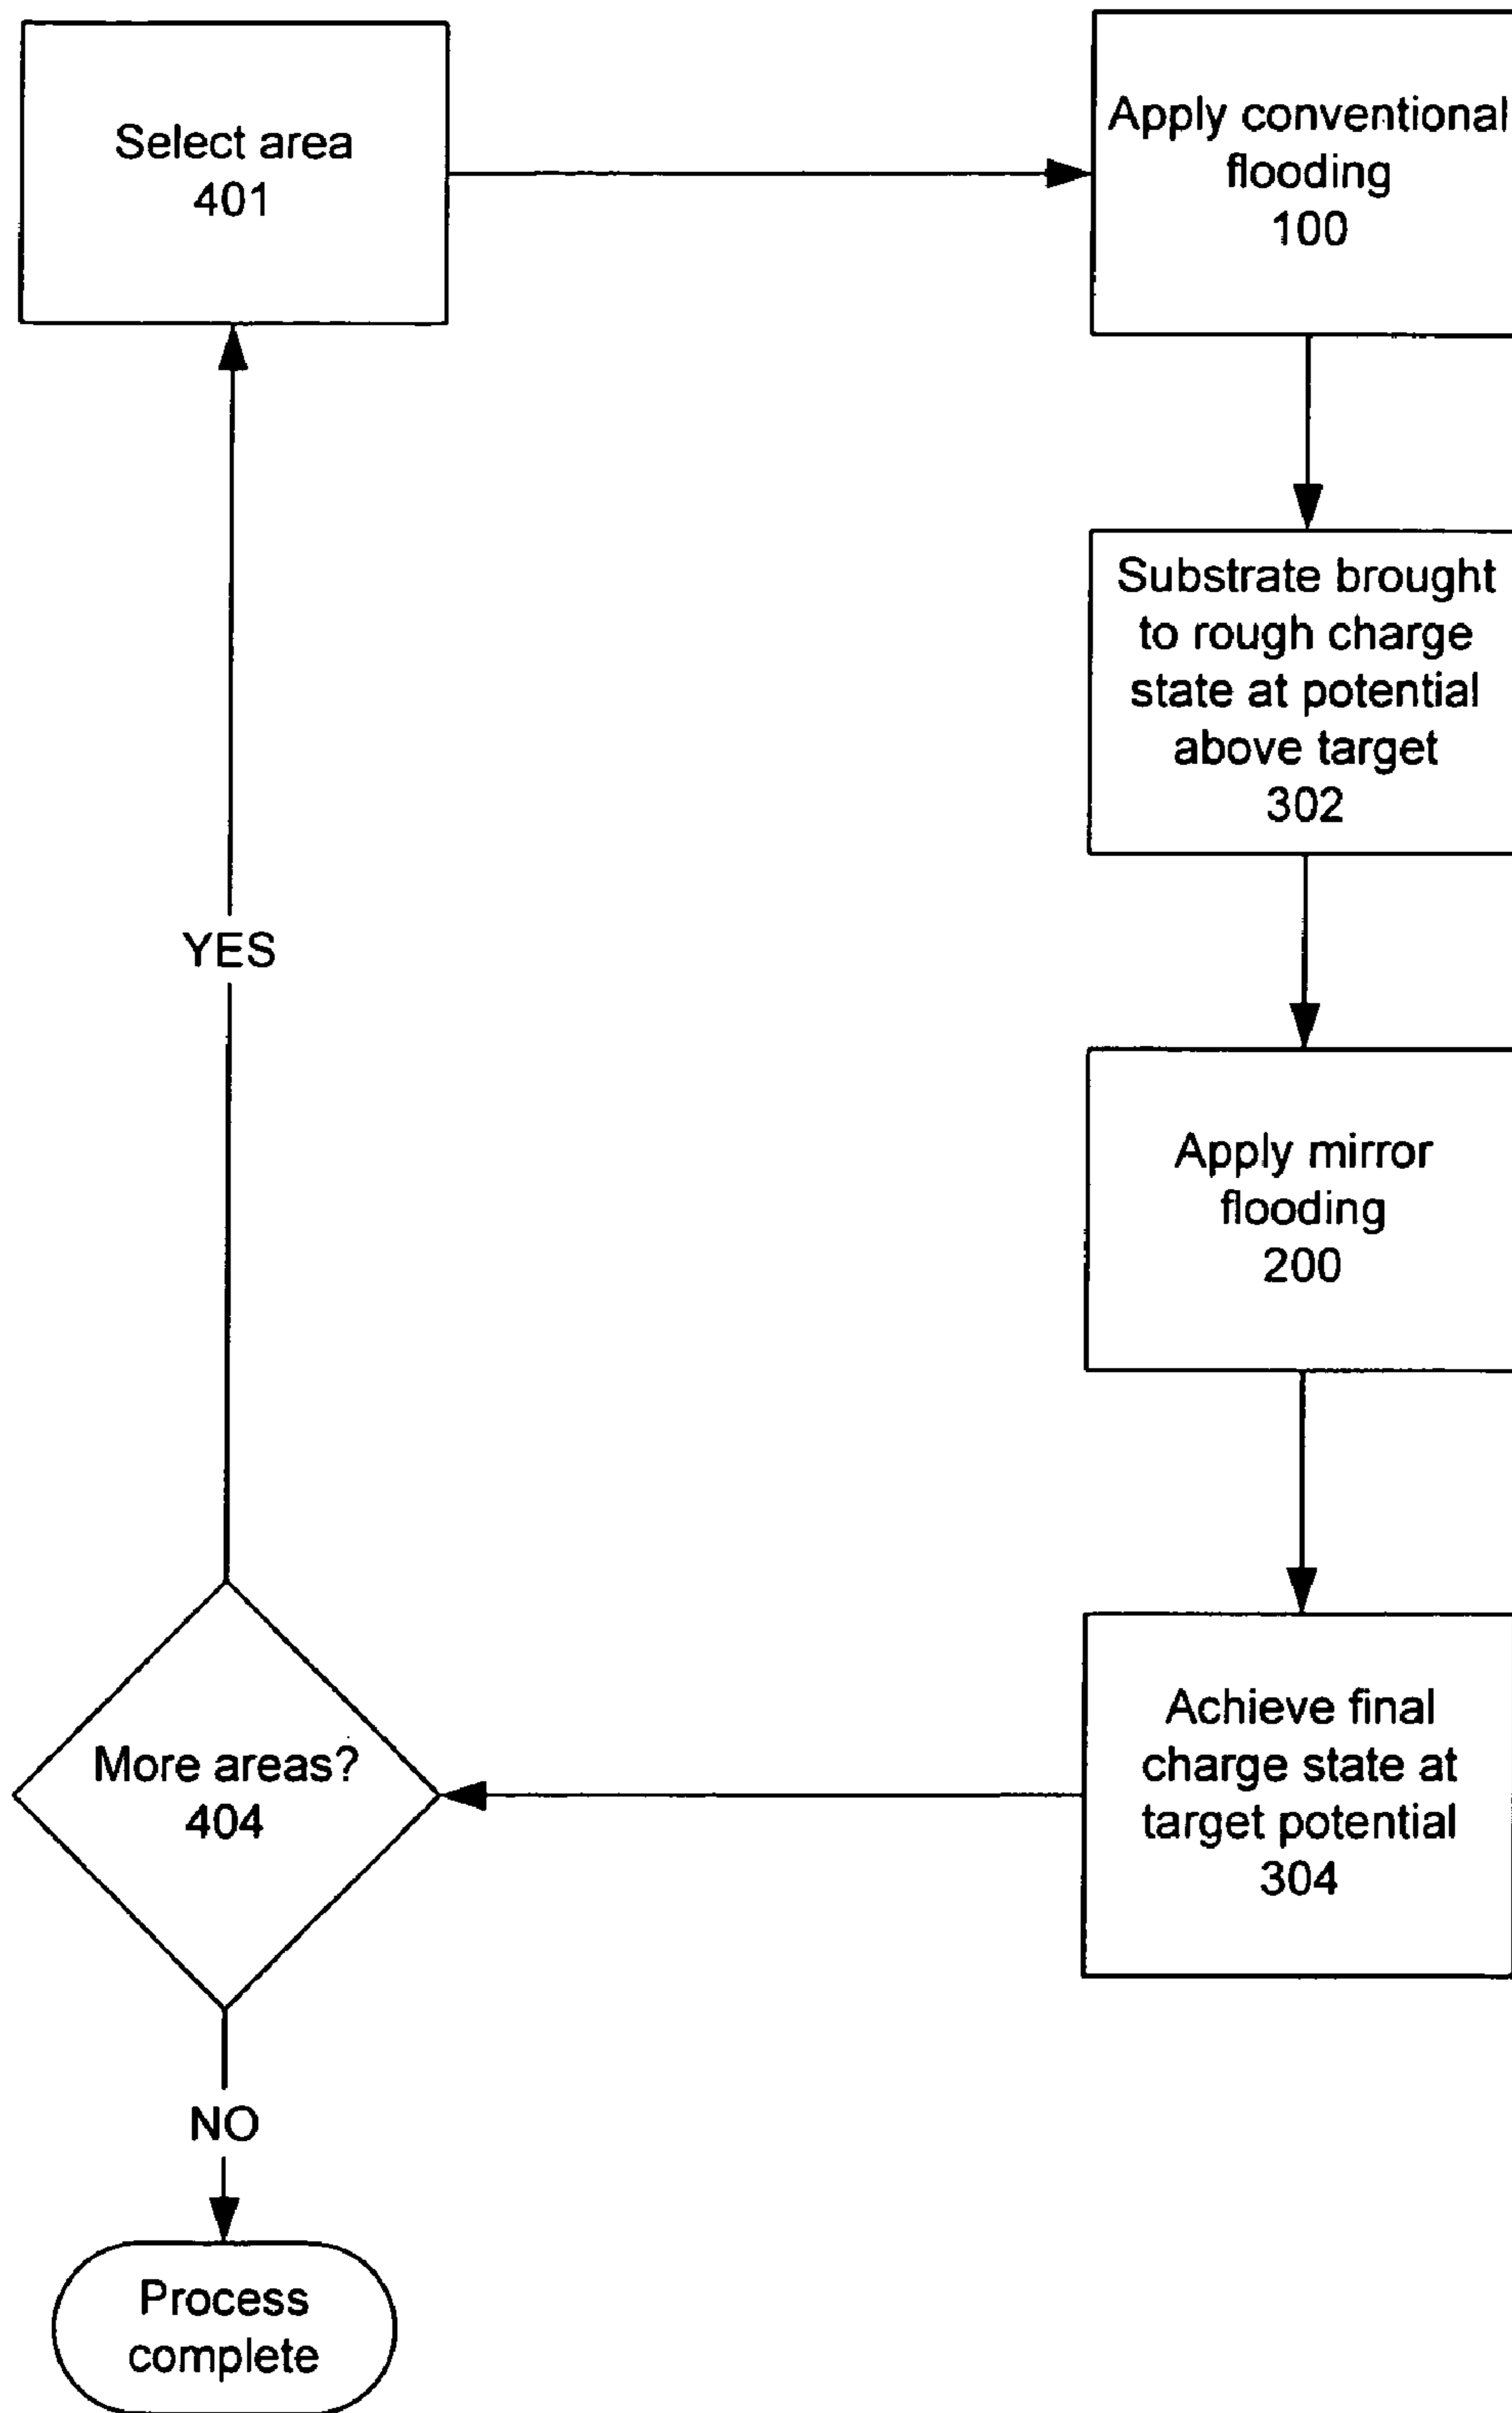 Select area
401
Apply conventional
flooding
100
Substrate brought
to rough charge
state at potential
above target
302
Apply mirror
flooding
200
Achieve final
charge state at
target potential
304
More areas?
404
YES
NO
Process
complete